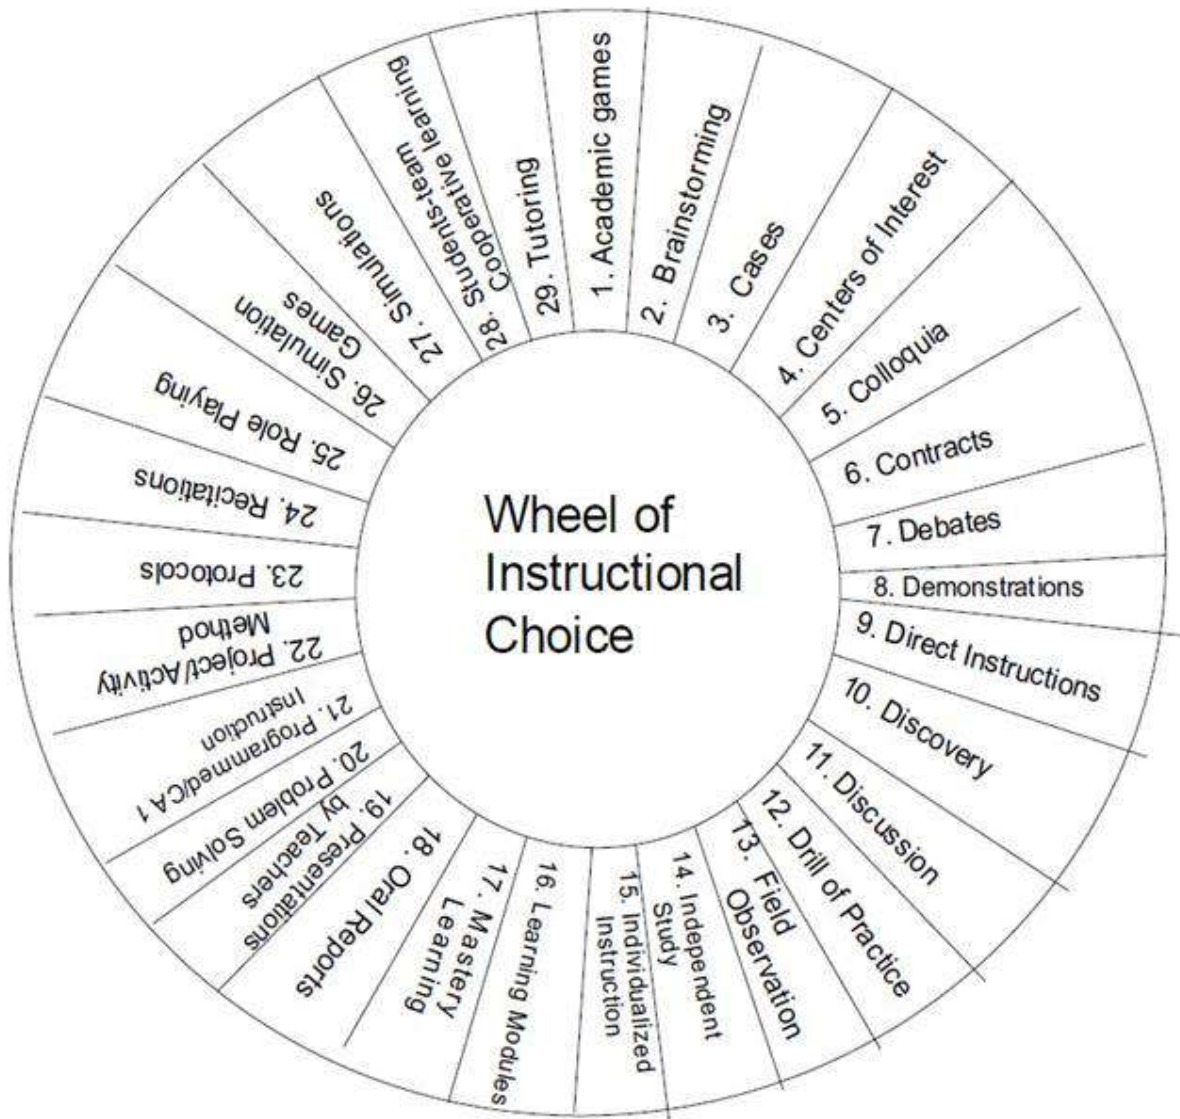 Wheel of
Instructional
Choice
1. Academic games
2. Brainstorming
3. Cases
4. Centers of Interest
5. Colloquia
6. Contracts
7. Debates
8. Demonstrations
9. Direct Instructions
10. Discovery
11. Discussion
12. Drill of Practice
13. Field
Observation
14. Independent
Study
15. Individualized
Instruction
16. Learning Modules
17. Mastery
Learning
18. Oral Reports
19. Presentations
by Teachers
20. Problem Solving
21. Programmed/CA 1
Instruction
22. Project/Activity
Method
23. Protocols
24. Recitations
25. Role Playing
26. Simulation
Games
27. Simulations
28. Students-team
Cooperative learning
29. Tutoring